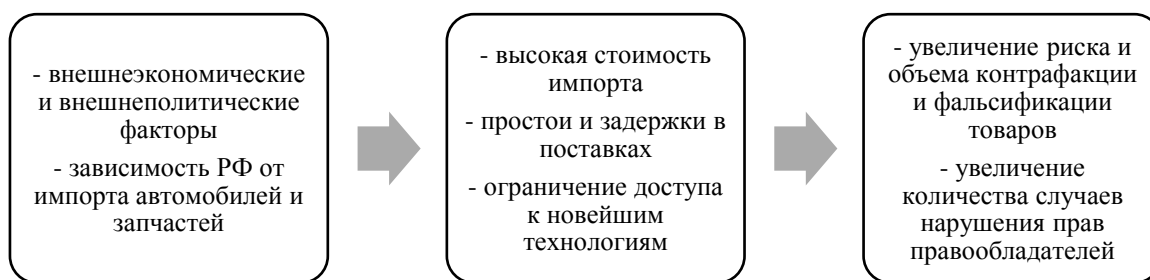 - внешнеэкономические
и внешнеполитические
факторы
- зависимость РФ от
импорта автомобилей и
запчастей
- высокая стоимость
импорта
- простои и задержки в
поставках
- ограничение доступа
к новейшим
технологиям
- увеличение риска и
объема контрафакции
и фальсификации
товаров
- увеличение
количества случаев
нарушения прав
правообладателей